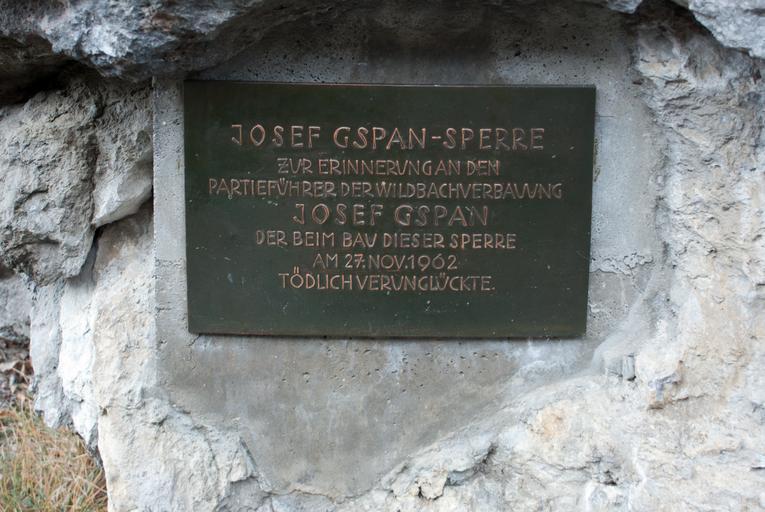 JOSEF GSPAN-SPERRE
ZUR ERINNERUNG AN DEN
PARTIEFÜHRER DER WILDBACHVERBAUUNG
JOSEF GSPAN
DER BEIM BAU DIESER SPERRE
AM 27.NOV.1962
TÖDLICH VERUNGLÜCKTE.